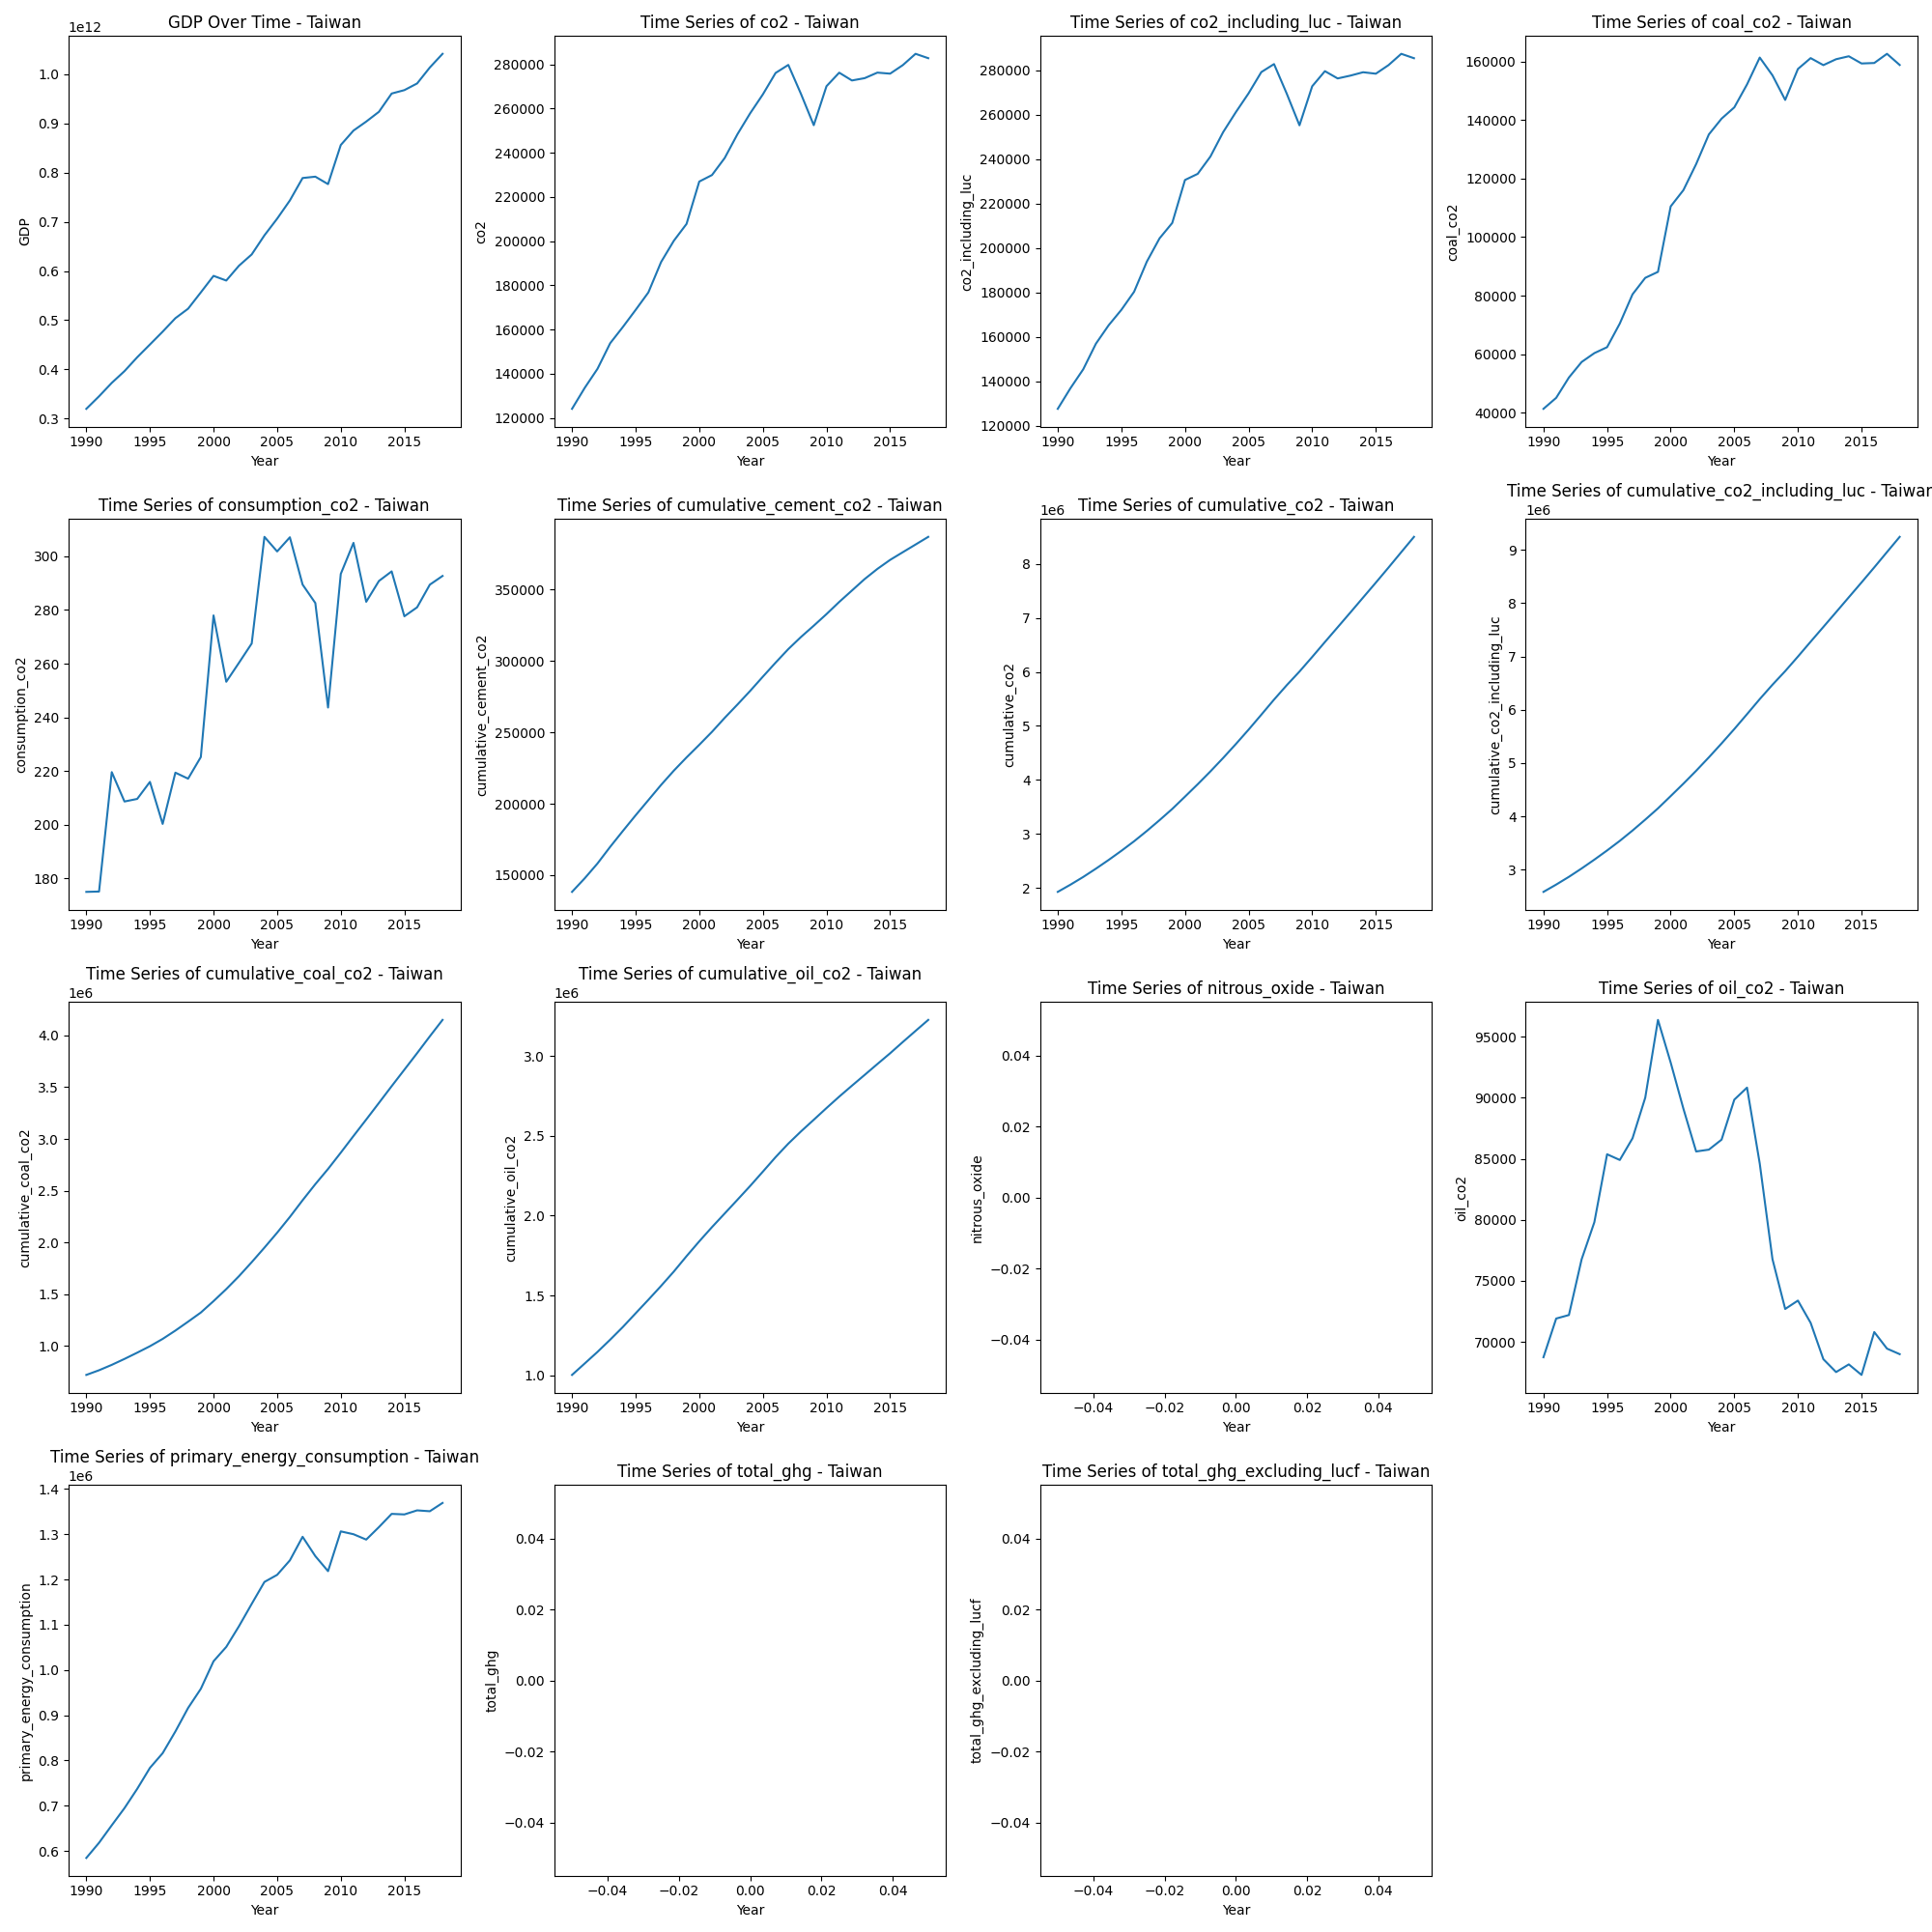 GDP Over Time - Taiwan
1e12
1.0
0.9
0.8
0.7
0.6
0.5
0.4
0.3
GDP
1990 1995 2000 2005 2010 2015
Year
Time Series of co2 - Taiwan
280000
260000
240000
220000
200000
180000
160000
140000
120000
co2
1990 1995 2000 2005 2010 2015
Year
Time Series of co2_including_luc - Taiwan
280000
260000
240000
220000
200000
180000
160000
140000
120000
co2_including_luc
1990 1995 2000 2005 2010 2015
Year
Time Series of coal_co2 - Taiwan
160000
140000
120000
100000
80000
60000
40000
coal_co2
1990 1995 2000 2005 2010 2015
Year
Time Series of consumption_co2 - Taiwan
300
280
260
240
220
200
180
consumption_co2
1990 1995 2000 2005 2010 2015
Year
Time Series of cumulative_cement_co2 - Taiwan
350000
300000
250000
200000
150000
cumulative_cement_co2
1990 1995 2000 2005 2010 2015
Year
Time Series of cumulative_co2 - Taiwan
1e6
8
7
6
5
4
3
2
cumulative_co2
1990 1995 2000 2005 2010 2015
Year
Time Series of cumulative_co2_including_luc - Taiwan
1e6
9
8
7
6
5
4
3
cumulative_co2_including_luc
1990 1995 2000 2005 2010 2015
Year
Time Series of cumulative_coal_co2 - Taiwan
1e6
4.0
3.5
3.0
2.5
2.0
1.5
1.0
cumulative_coal_co2
1990 1995 2000 2005 2010 2015
Year
Time Series of cumulative_oil_co2 - Taiwan
1e6
3.0
2.5
2.0
1.5
1.0
cumulative_oil_co2
1990 1995 2000 2005 2010 2015
Year
Time Series of nitrous_oxide - Taiwan
0.04
0.02
0.00
−0.02
−0.04
nitrous_oxide
−0.04 −0.02 0.00 0.02 0.04
Year
Time Series of oil_co2 - Taiwan
95000
90000
85000
80000
75000
70000
oil_co2
1990 1995 2000 2005 2010 2015
Year
Time Series of primary_energy_consumption - Taiwan
1e6
1.4
1.3
1.2
1.1
1.0
0.9
0.8
0.7
0.6
primary_energy_consumption
1990 1995 2000 2005 2010 2015
Year
Time Series of total_ghg - Taiwan
0.04
0.02
0.00
−0.02
−0.04
total_ghg
−0.04 −0.02 0.00 0.02 0.04
Year
Time Series of total_ghg_excluding_lucf - Taiwan
0.04
0.02
0.00
−0.02
−0.04
total_ghg_excluding_lucf
−0.04 −0.02 0.00 0.02 0.04
Year